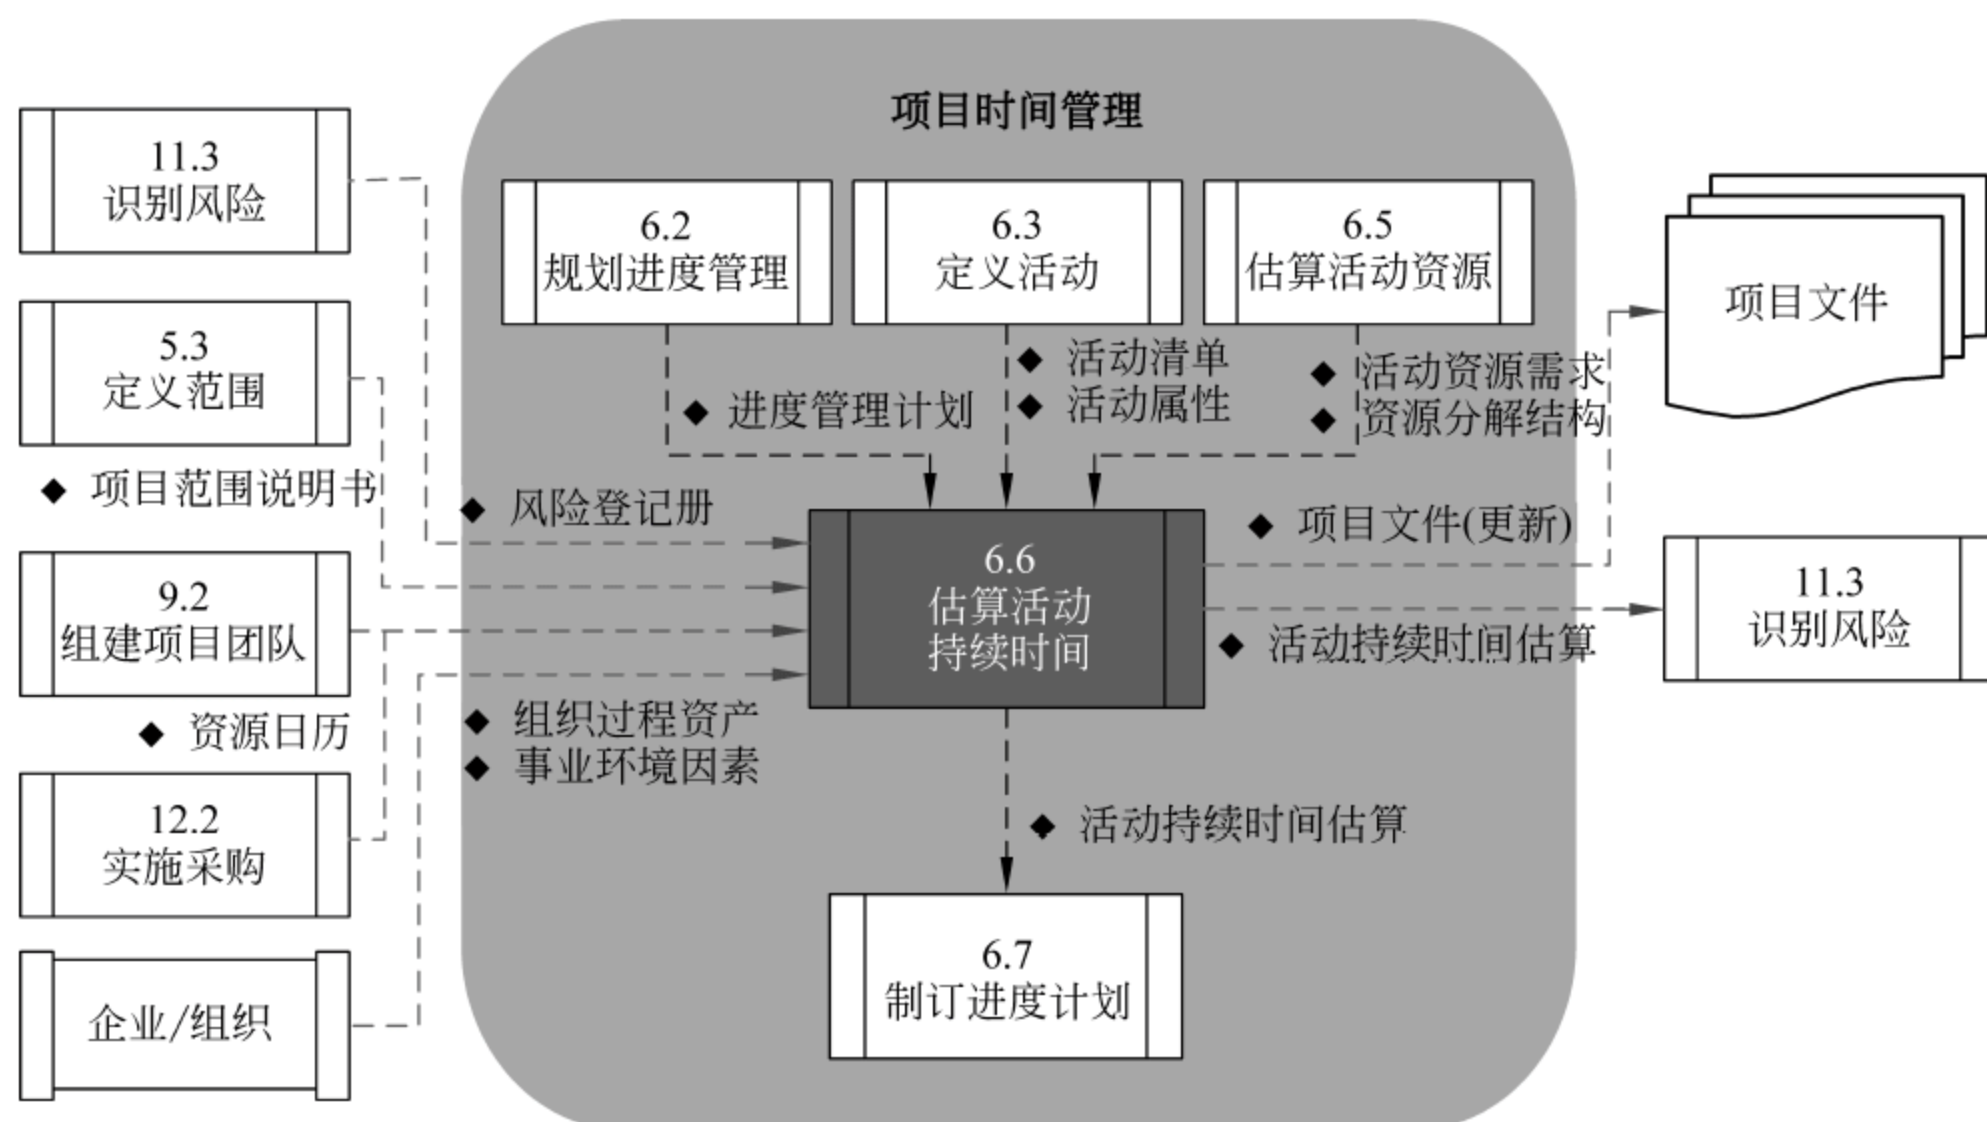 项目时间管理
11.3
识别风险
5.3
定义范围
◆ 项目范围说明书
9.2
组建项目团队
◆ 资源日历
12.2
实施采购
企业/组织
6.2
规划进度管理
6.3
定义活动
6.5
估算活动资源
◆ 进度管理计划
◆ 活动清单
◆ 活动属性
◆ 活动资源需求
◆ 资源分解结构
◆ 风险登记册
◆ 组织过程资产
◆ 事业环境因素
6.6
估算活动
持续时间
◆ 项目文件(更新)
◆ 活动持续时间估算
◆ 活动持续时间估算
6.7
制订进度计划
项目文件
11.3
识别风险